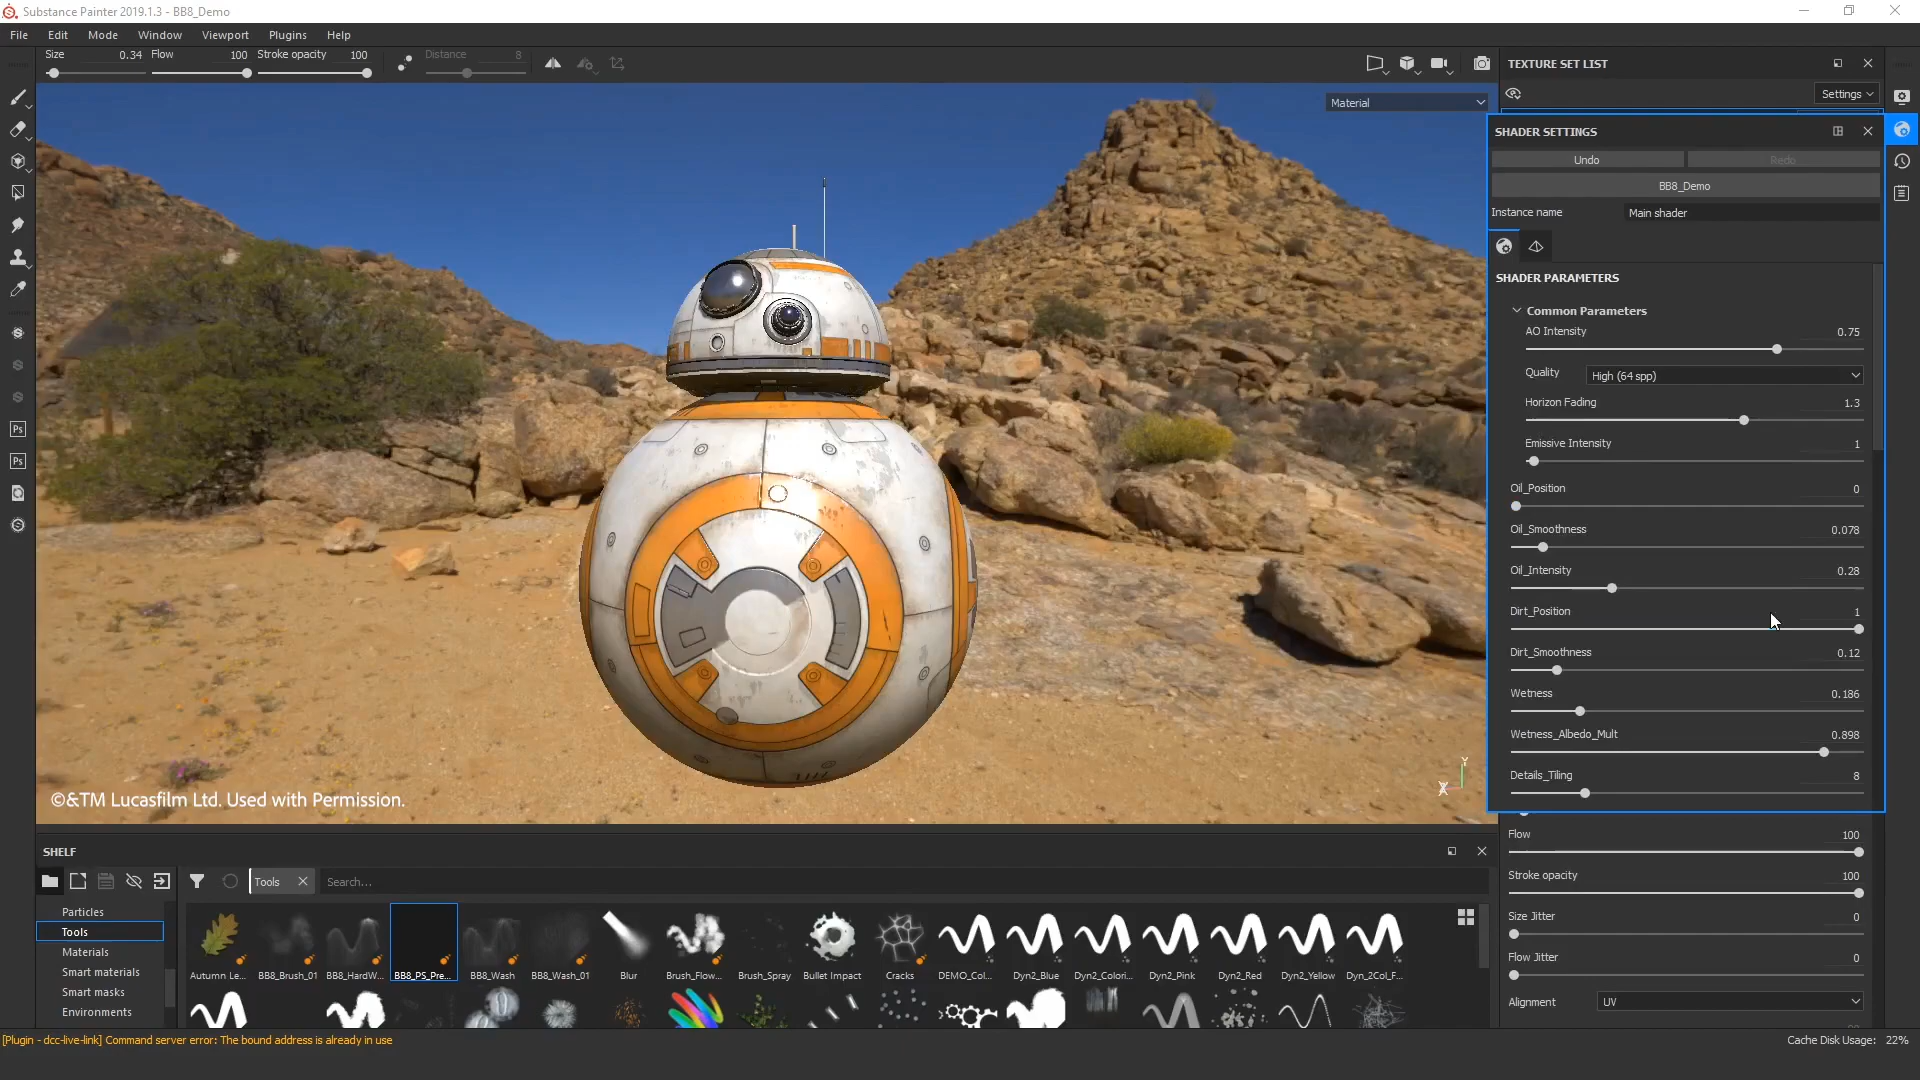 Substance Painter 2019.1.3 - BB8_Demo
File Edit Mode Window Viewport Plugins Help
Size 0.34 Flow 100 Stroke opacity 100 Distance 8
Material
©&TM Lucasfilm Ltd. Used with Permission.
Y
X
Ps
Ps
TEXTURE SET LIST
Settings
SHADER SETTINGS
Undo Redo
BB8_Demo
Instance name Main shader
SHADER PARAMETERS
Common Parameters
AO Intensity 0.75
Quality High (64 spp)
Horizon Fading 1.3
Emissive Intensity 1
Oil_Position 0
Oil_Smoothness 0.078
Oil_Intensity 0.28
Dirt_Position 1
Dirt_Smoothness 0.12
Wetness 0.186
Wetness_Albedo_Mult 0.898
Details_Tiling 8
Flow 100
Stroke opacity 100
Size Jitter 0
Flow Jitter 0
Alignment UV
SHELF
Tools Search...
Particles
Tools
Materials
Smart materials
Smart masks
Environments
Autumn Le... BB8_Brush_01 BB8_HardW... BB8_PS_Pre... BB8_Wash BB8_Wash_01 Blur Brush_Flow... Brush_Spray Bullet Impact Cracks DEMO_Col... Dyn2_Blue Dyn2_Colori... Dyn2_Pink Dyn2_Red Dyn2_Yellow Dyn_2Col_F...
[Plugin - dcc-live-link] Command server error: The bound address is already in use
Cache Disk Usage: 22%